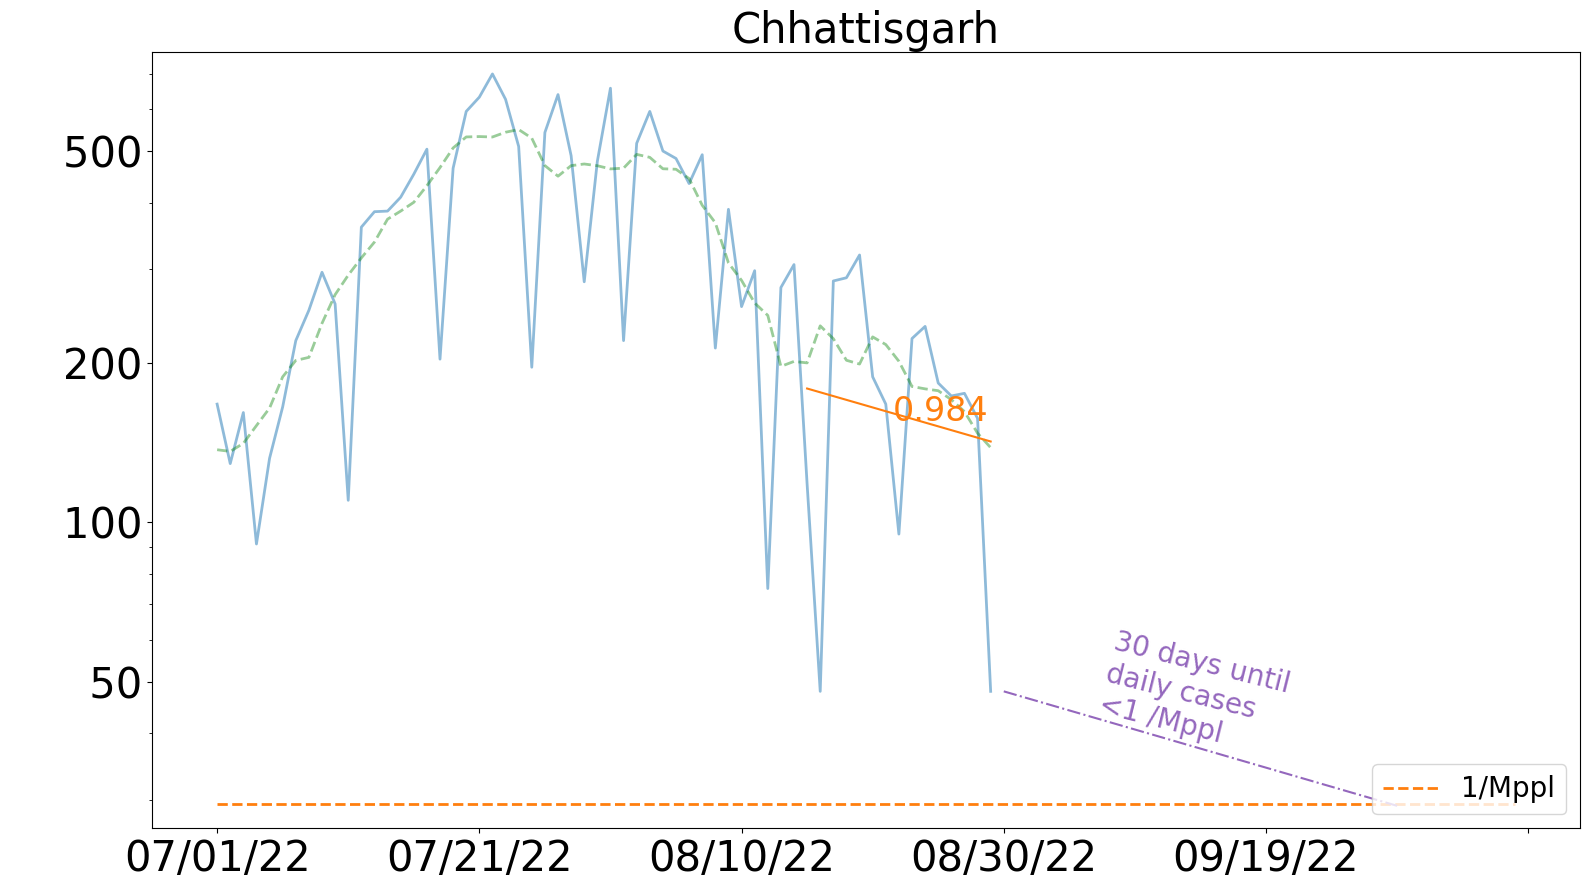 Chhattisgarh
500
200
100
50
0.984
30 days until
daily cases
<1 /Mppl
1/Mppl
07/01/22
07/21/22
08/10/22
08/30/22
09/19/22